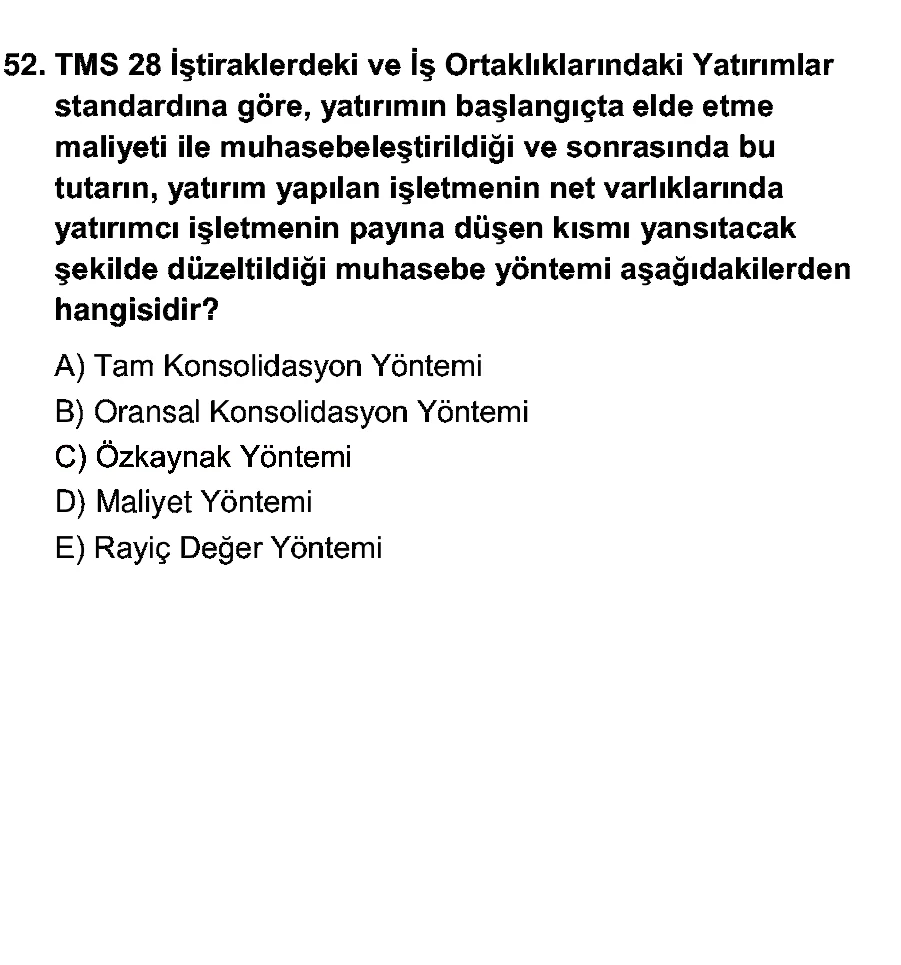 52. TMS 28 İştiraklerdeki ve İş Ortaklıklarındaki Yatırımlar
standardına göre, yatırımın başlangıçta elde etme
maliyeti ile muhasebeleştirildiği ve sonrasında bu
tutarın, yatırım yapılan işletmenin net varlıklarında
yatırımcı işletmenin payına düşen kısmı yansıtacak
şekilde düzeltildiği muhasebe yöntemi aşağıdakilerden
hangisidir?
A) Tam Konsolidasyon Yöntemi
B) Oransal Konsolidasyon Yöntemi
C) Özkaynak Yöntemi
D) Maliyet Yöntemi
E) Rayiç Değer Yöntemi